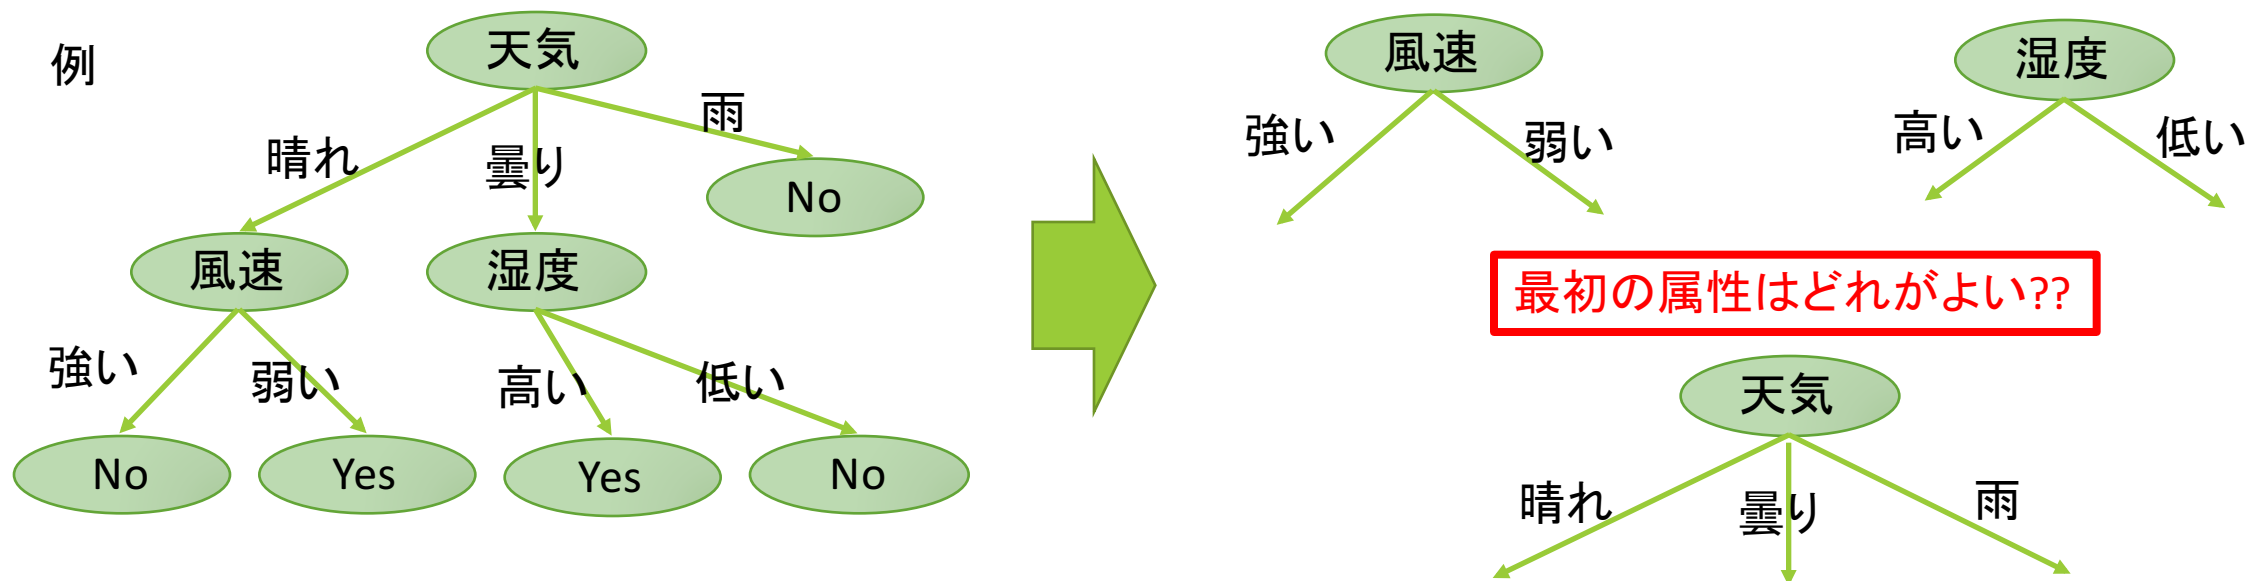 例
天気
晴れ
曇り
雨
No
風速
湿度
強い
弱い
高い
低い
No
Yes
Yes
No
風速
強い
弱い
湿度
高い
低い
最初の属性はどれがよい??
天気
晴れ
曇り
雨